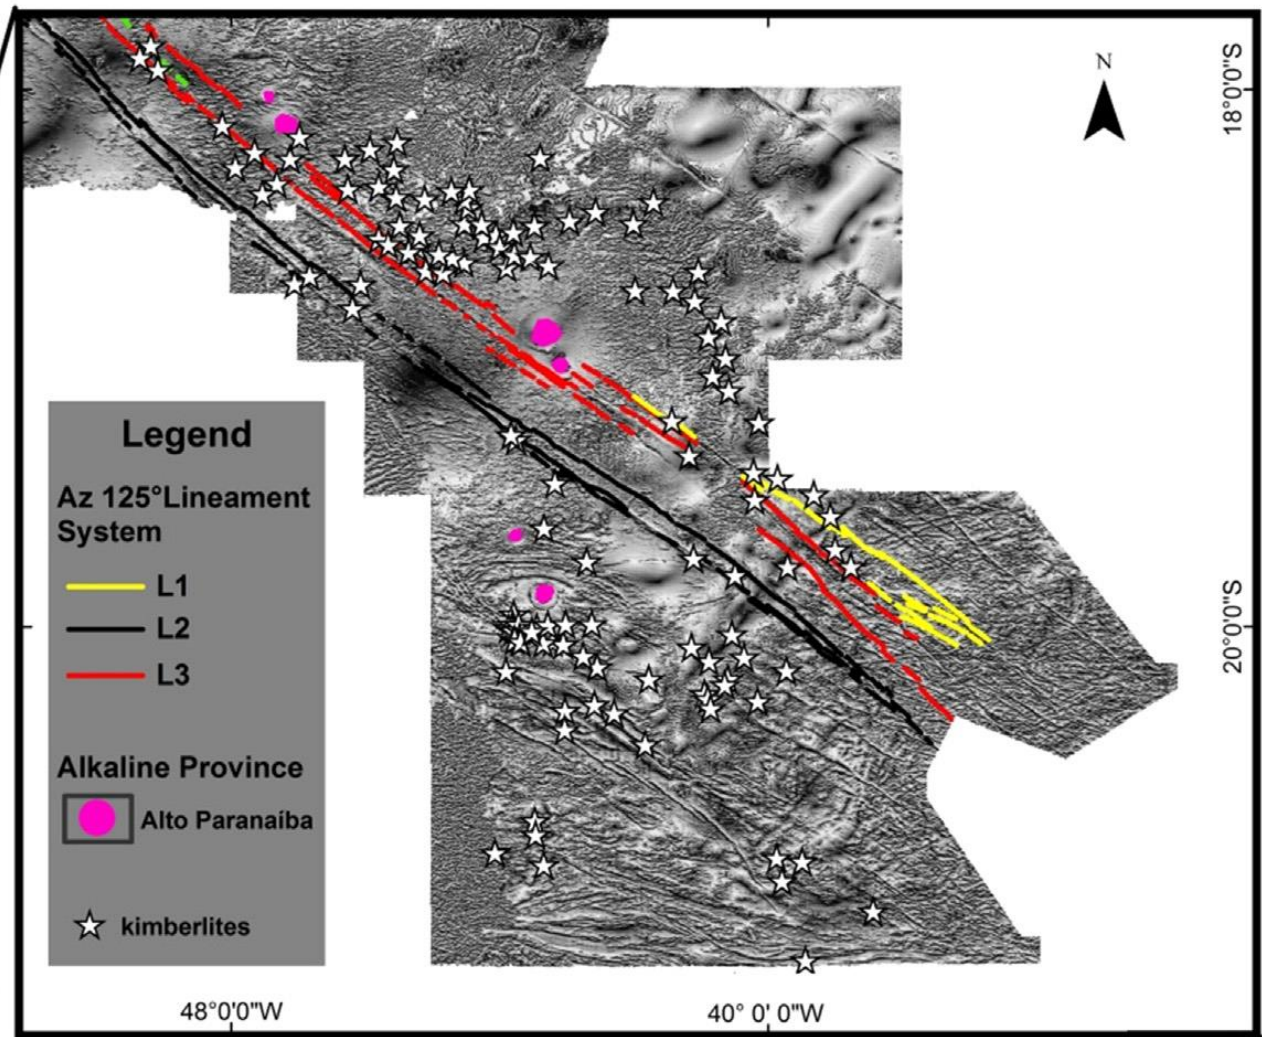 N
18°0'0"S
Legend
Az 125°Lineament
System
L1
L2
L3
20°0'0"S
Alkaline Province
Alto Paranaíba
kimberlites
48°0'0"W
40° 0' 0"W